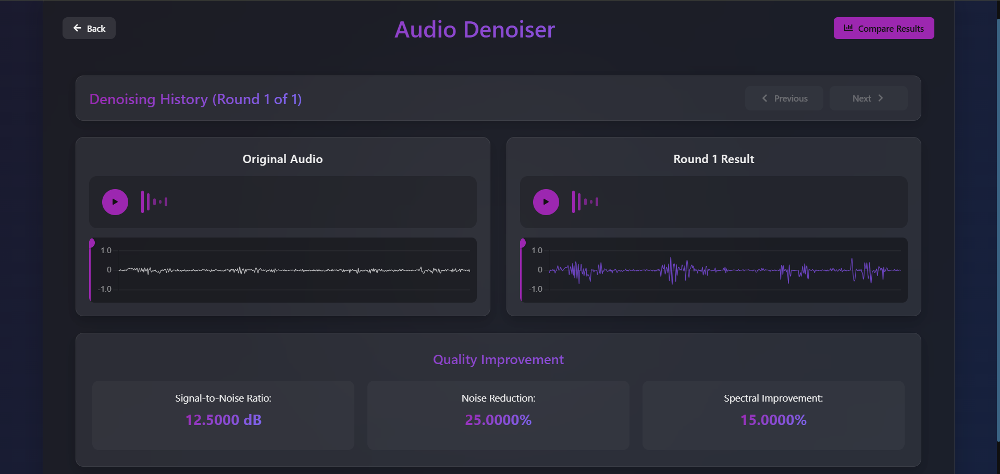 Back
Audio Denoiser
Compare Results
Denoising History (Round 1 of 1)
Previous
Next
Original Audio
1.0
0
-1.0
Round 1 Result
1.0
0
-1.0
Quality Improvement
Signal-to-Noise Ratio:
12.5000 dB
Noise Reduction:
25.0000%
Spectral Improvement:
15.0000%